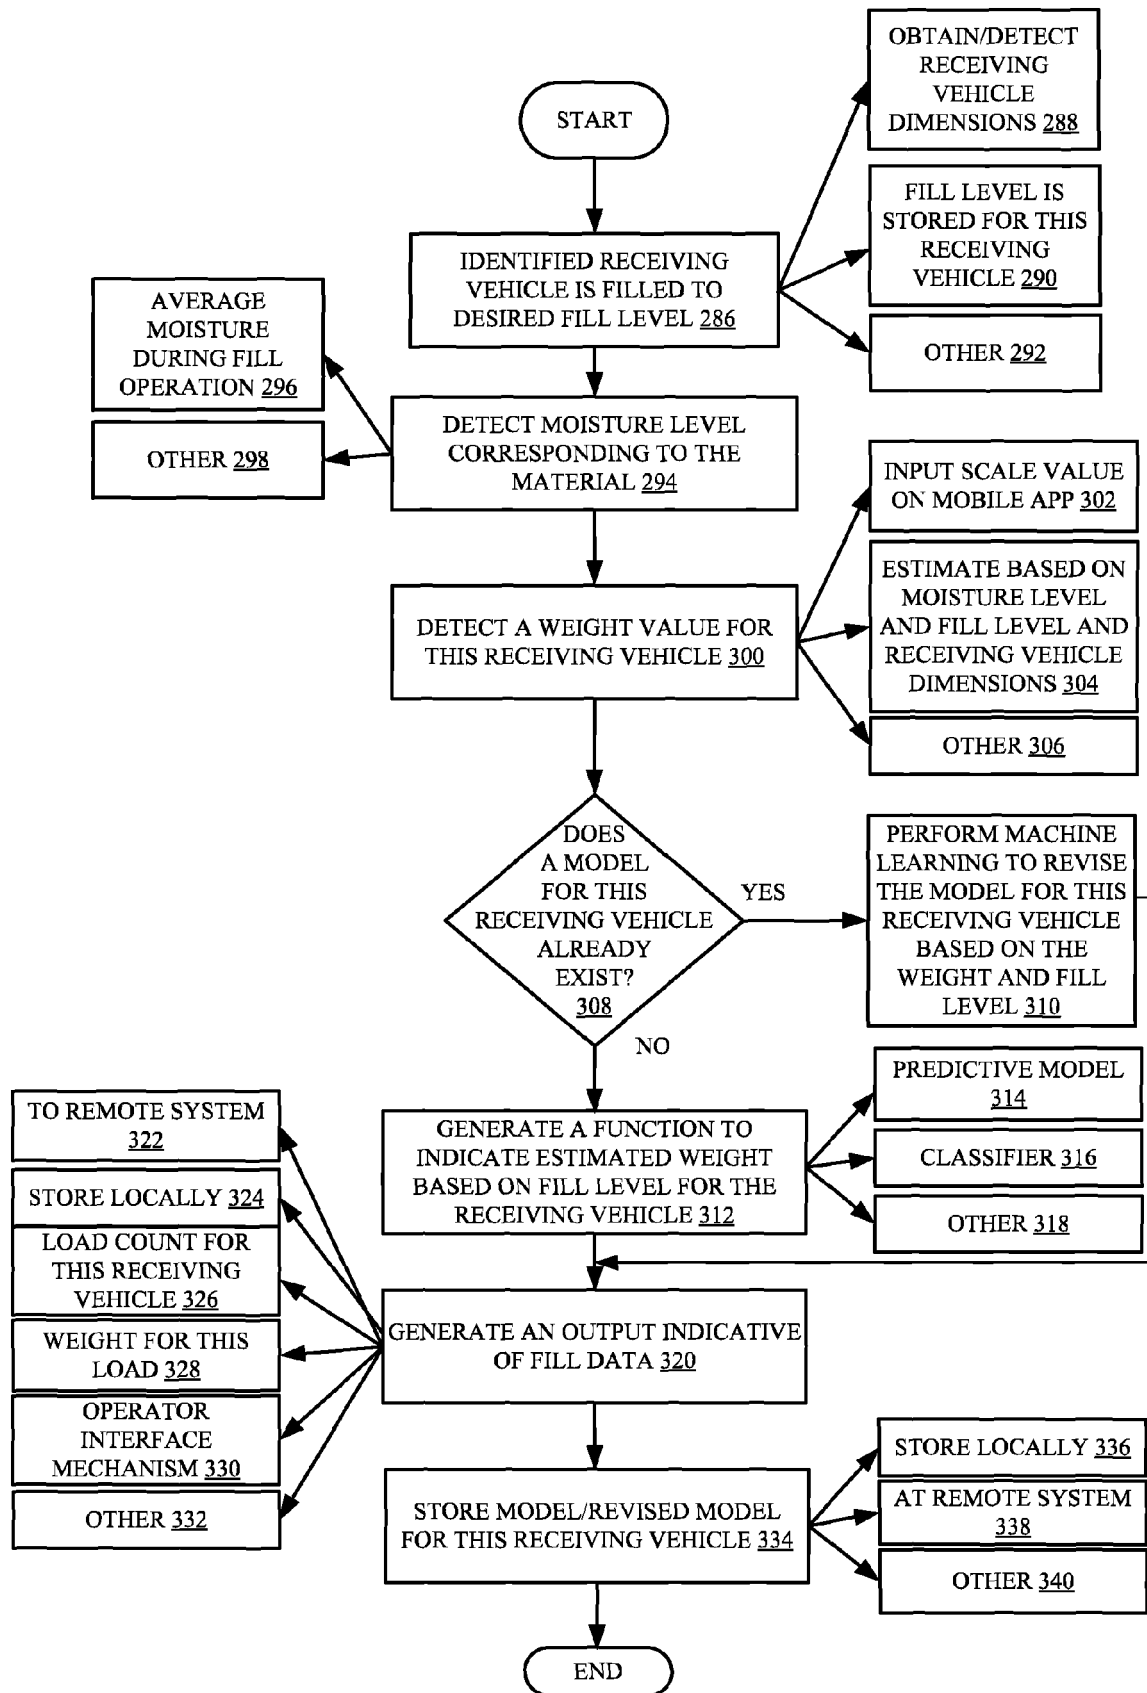 START
OBTAIN/DETECT
RECEIVING
VEHICLE
DIMENSIONS 288
FILL LEVEL IS
STORED FOR THIS
RECEIVING
VEHICLE 290
OTHER 292
IDENTIFIED RECEIVING
VEHICLE IS FILLED TO
DESIRED FILL LEVEL 286
AVERAGE
MOISTURE
DURING FILL
OPERATION 296
OTHER 298
DETECT MOISTURE LEVEL
CORRESPONDING TO THE
MATERIAL 294
INPUT SCALE VALUE
ON MOBILE APP 302
ESTIMATE BASED ON
MOISTURE LEVEL
AND FILL LEVEL AND
RECEIVING VEHICLE
DIMENSIONS 304
OTHER 306
DETECT A WEIGHT VALUE FOR
THIS RECEIVING VEHICLE 300
DOES
A MODEL
FOR THIS
RECEIVING VEHICLE
ALREADY
EXIST?
308
YES
PERFORM MACHINE
LEARNING TO REVISE
THE MODEL FOR THIS
RECEIVING VEHICLE
BASED ON THE
WEIGHT AND FILL
LEVEL 310
NO
GENERATE A FUNCTION TO
INDICATE ESTIMATED WEIGHT
BASED ON FILL LEVEL FOR THE
RECEIVING VEHICLE 312
PREDICTIVE MODEL
314
CLASSIFIER 316
OTHER 318
TO REMOTE SYSTEM
322
STORE LOCALLY 324
LOAD COUNT FOR
THIS RECEIVING
VEHICLE 326
WEIGHT FOR THIS
LOAD 328
OPERATOR
INTERFACE
MECHANISM 330
OTHER 332
GENERATE AN OUTPUT INDICATIVE
OF FILL DATA 320
STORE MODEL/REVISED MODEL
FOR THIS RECEIVING VEHICLE 334
STORE LOCALLY 336
AT REMOTE SYSTEM
338
OTHER 340
END